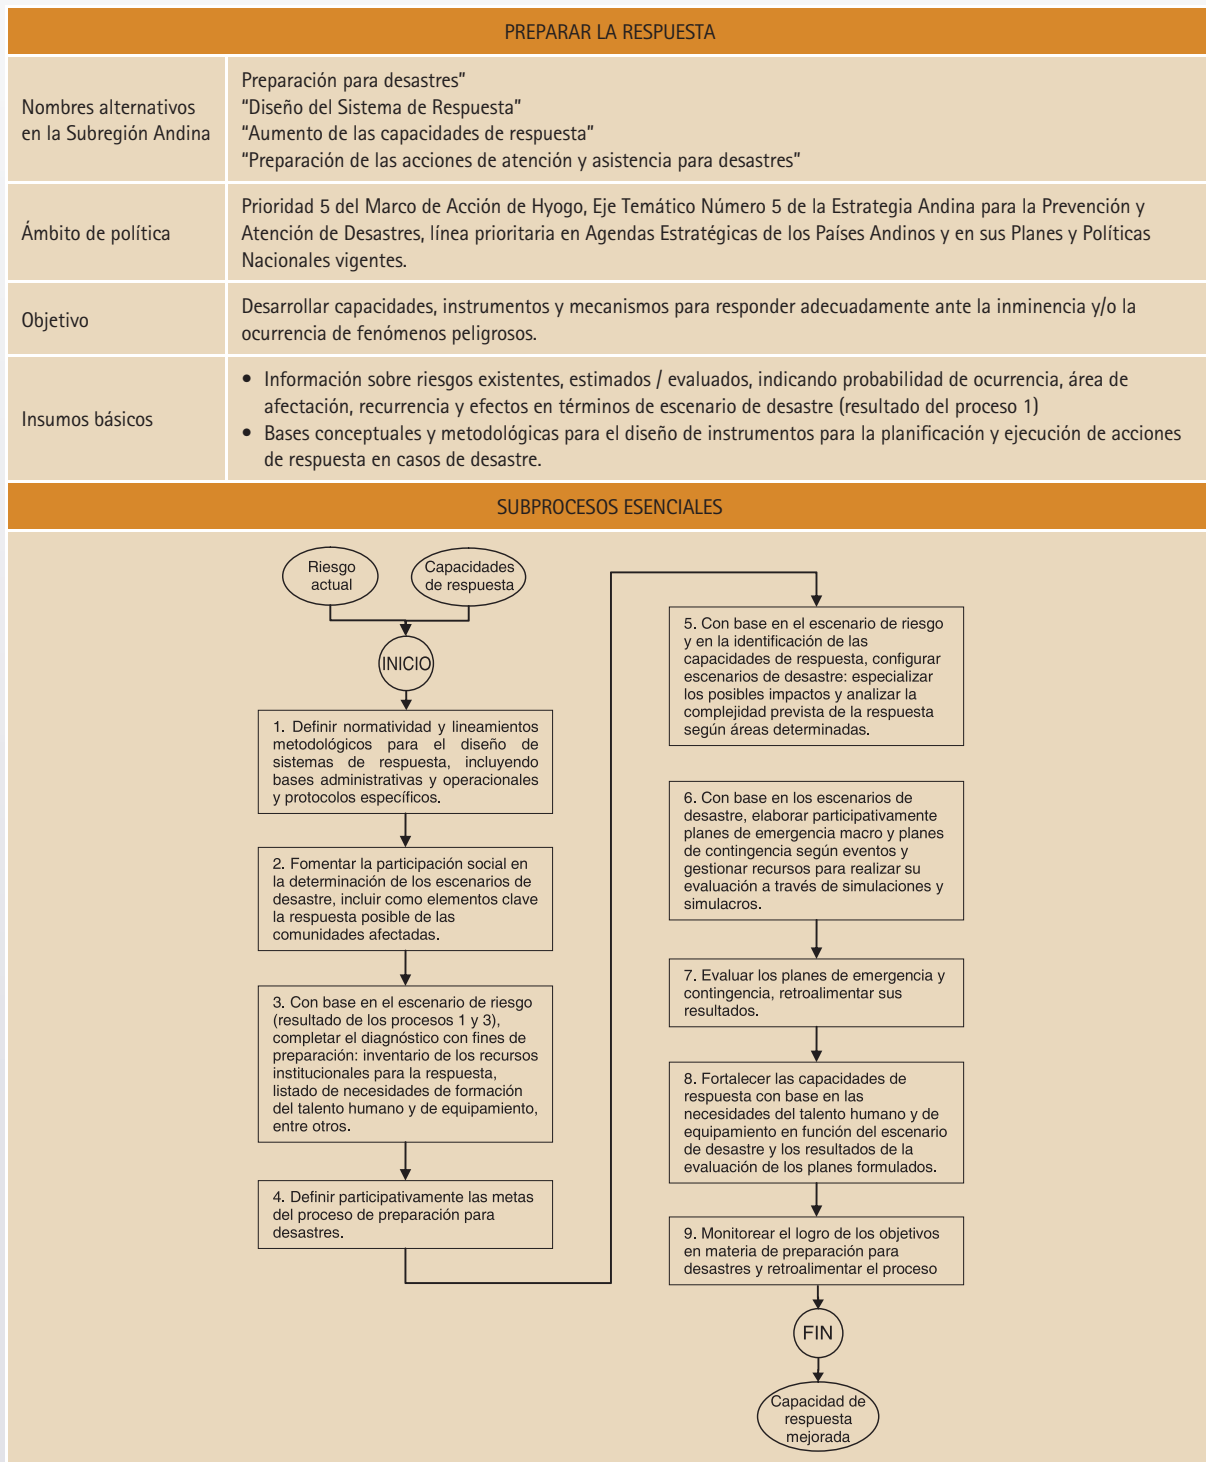 PREPARAR LA RESPUESTA
Nombres alternativos
en la Subregión Andina
Preparación para desastres”
“Diseño del Sistema de Respuesta”
“Aumento de las capacidades de respuesta”
“Preparación de las acciones de atención y asistencia para desastres”
Ámbito de política
Prioridad 5 del Marco de Acción de Hyogo, Eje Temático Número 5 de la Estrategia Andina para la Prevención y
Atención de Desastres, línea prioritaria en Agendas Estratégicas de los Países Andinos y en sus Planes y Políticas
Nacionales vigentes.
Objetivo
Desarrollar capacidades, instrumentos y mecanismos para responder adecuadamente ante la inminencia y/o la
ocurrencia de fenómenos peligrosos.
Insumos básicos
• Información sobre riesgos existentes, estimados / evaluados, indicando probabilidad de ocurrencia, área de
afectación, recurrencia y efectos en términos de escenario de desastre (resultado del proceso 1)
• Bases conceptuales y metodológicas para el diseño de instrumentos para la planificación y ejecución de acciones
de respuesta en casos de desastre.
SUBPROCESOS ESENCIALES
Riesgo
actual
Capacidades
de respuesta
INICIO
1. Definir normatividad y lineamientos
metodológicos para el diseño de
sistemas de respuesta, incluyendo
bases administrativas y operacionales
y protocolos específicos.
2. Fomentar la participación social en
la determinación de los escenarios de
desastre, incluir como elementos clave
la respuesta posible de las
comunidades afectadas.
3. Con base en el escenario de riesgo
(resultado de los procesos 1 y 3),
completar el diagnóstico con fines de
preparación: inventario de los recursos
institucionales para la respuesta,
listado de necesidades de formación
del talento humano y de equipamiento,
entre otros.
4. Definir participativamente las metas
del proceso de preparación para
desastres.
5. Con base en el escenario de riesgo
y en la identificación de las
capacidades de respuesta, configurar
escenarios de desastre: especializar
los posibles impactos y analizar la
complejidad prevista de la respuesta
según áreas determinadas.
6. Con base en los escenarios de
desastre, elaborar participativamente
planes de emergencia macro y planes
de contingencia según eventos y
gestionar recursos para realizar su
evaluación a través de simulaciones y
simulacros.
7. Evaluar los planes de emergencia y
contingencia, retroalimentar sus
resultados.
8. Fortalecer las capacidades de
respuesta con base en las
necesidades del talento humano y de
equipamiento en función del escenario
de desastre y los resultados de la
evaluación de los planes formulados.
9. Monitorear el logro de los objetivos
en materia de preparación para
desastres y retroalimentar el proceso
FIN
Capacidad de
respuesta
mejorada